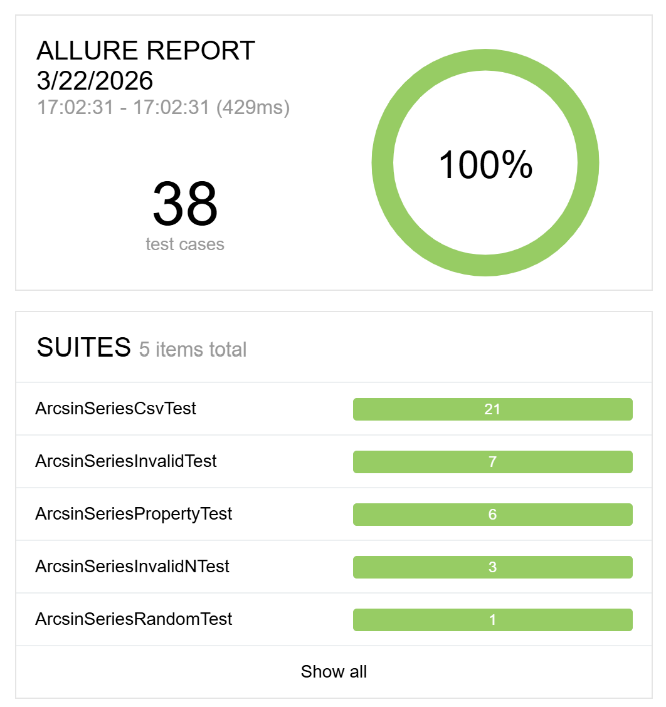 ALLURE REPORT
3/22/2026
17:02:31 - 17:02:31 (429ms)
38
test cases
100%
SUITES 5 items total
ArcsinSeriesCsvTest 21
ArcsinSeriesInvalidTest 7
ArcsinSeriesPropertyTest 6
ArcsinSeriesInvalidNTest 3
ArcsinSeriesRandomTest 1
Show all